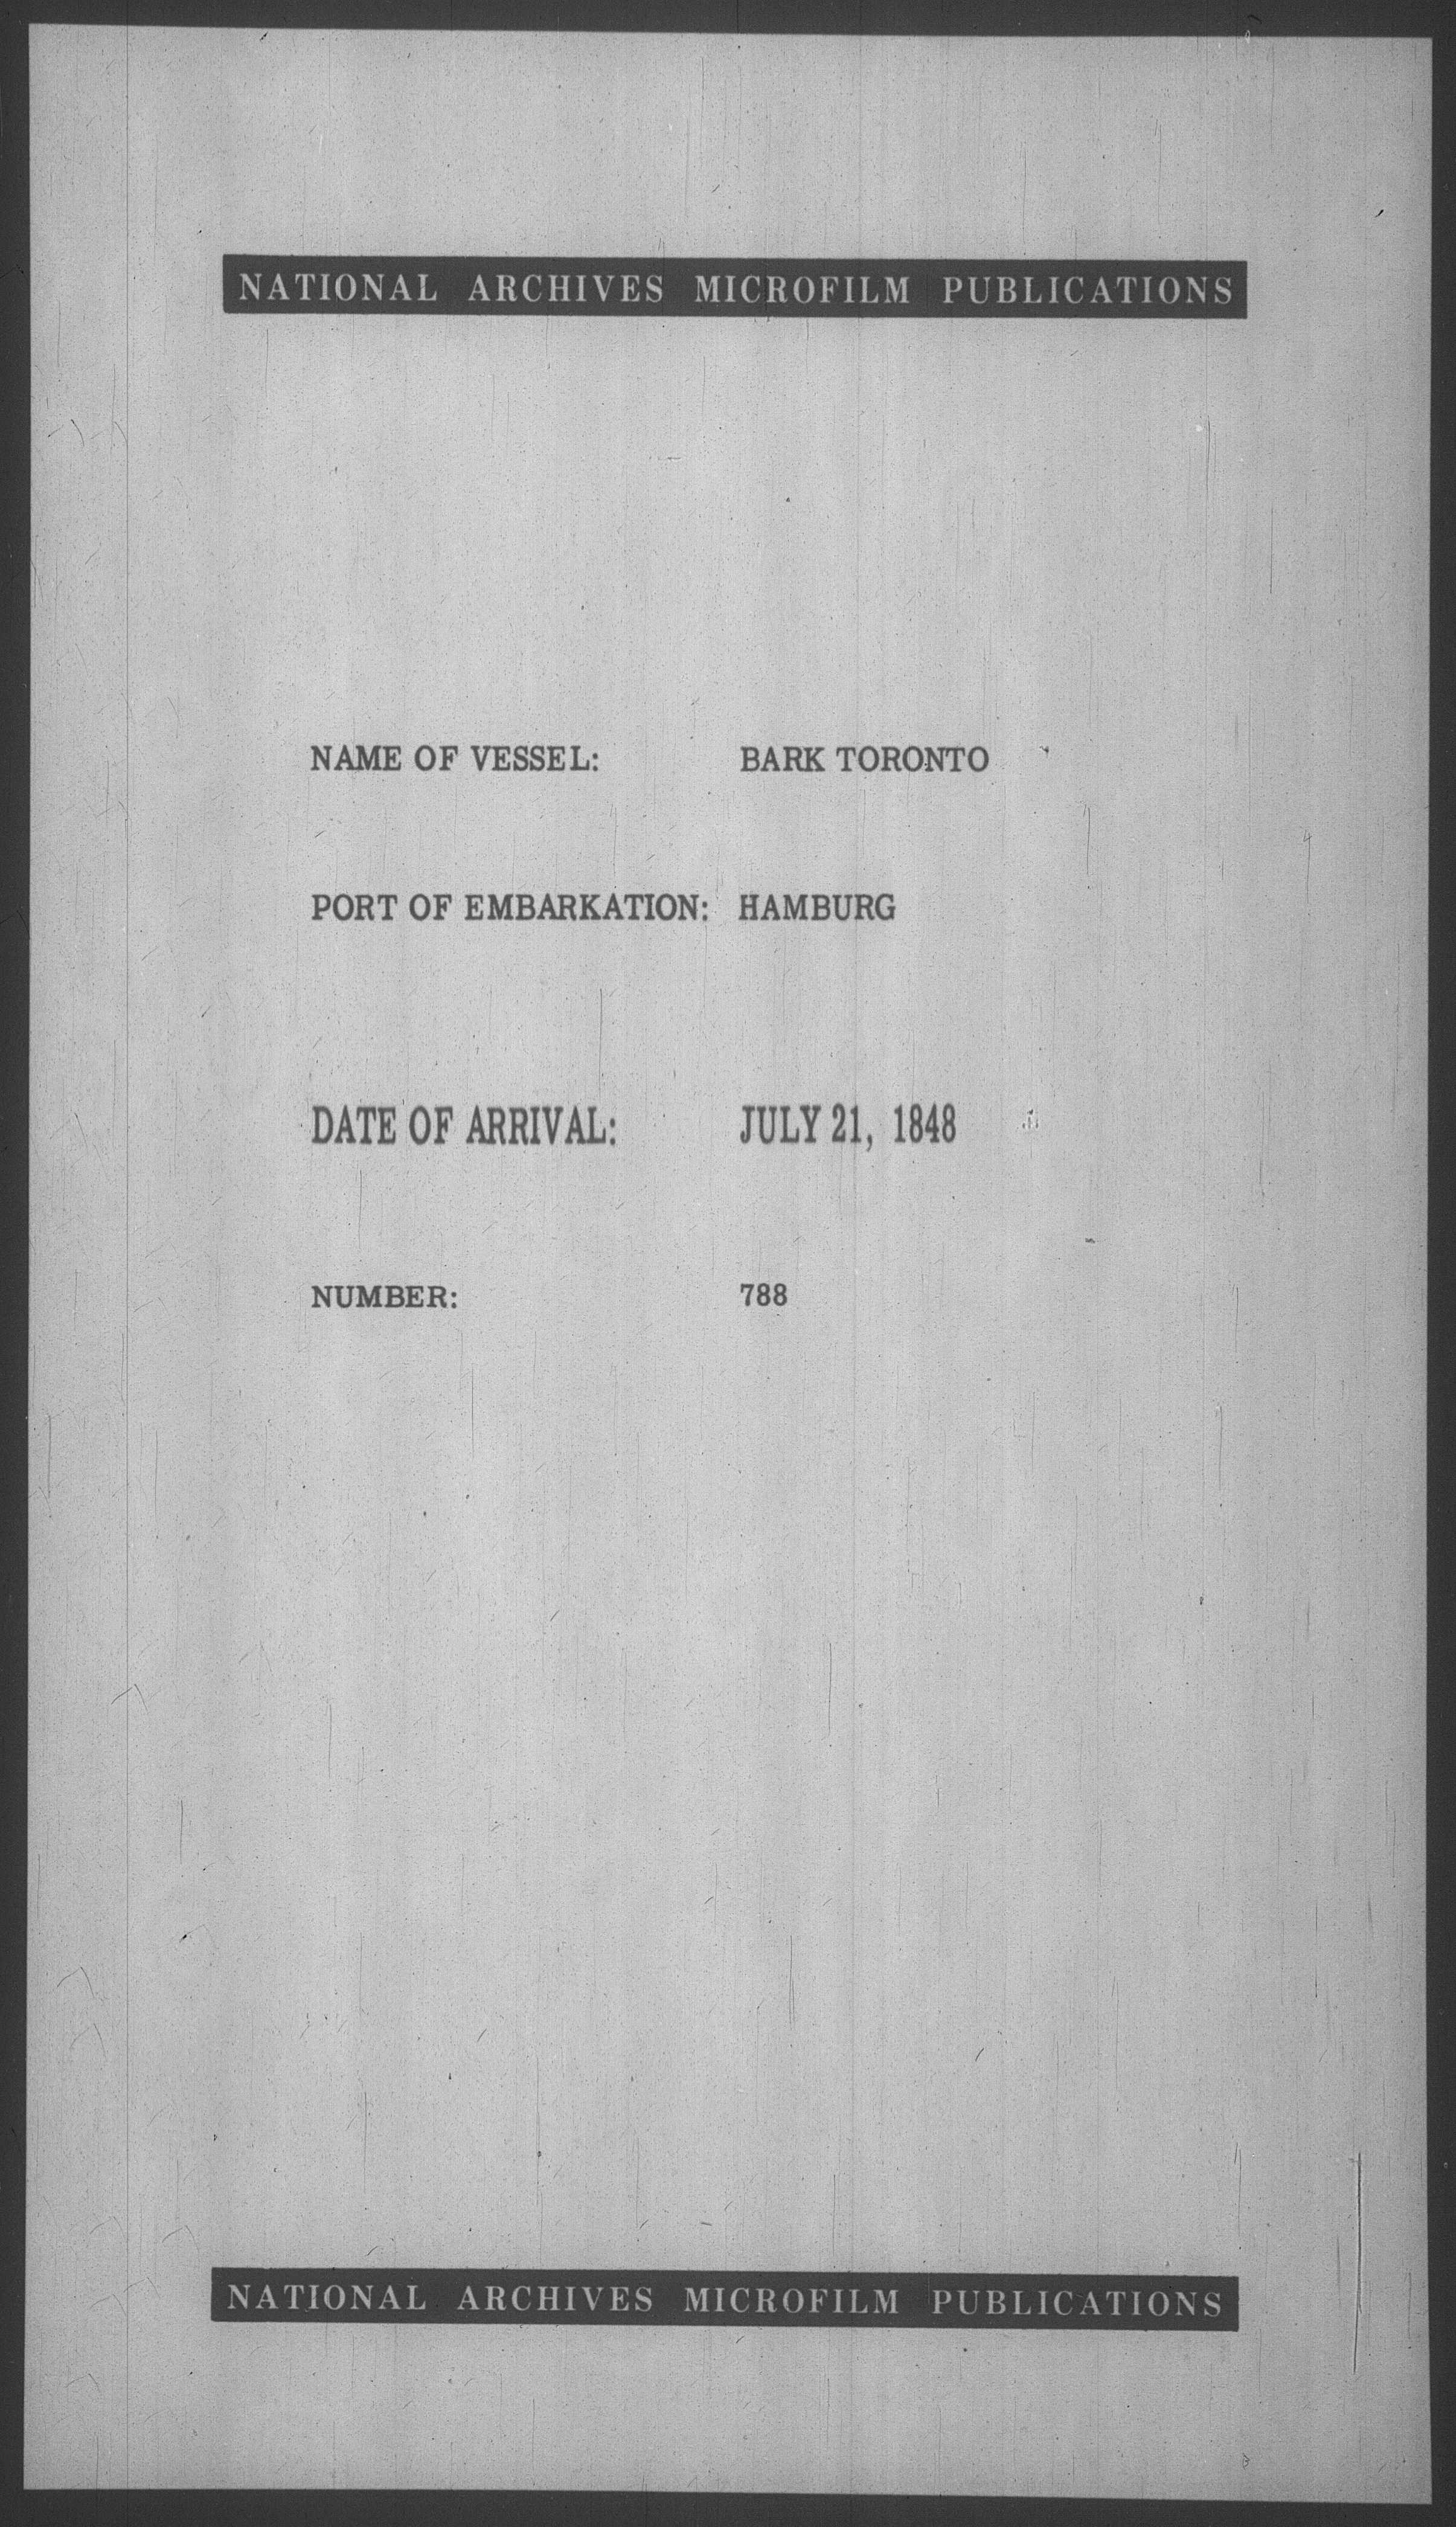 NATIONAL ARCHIVES MICROFILM PUBLICATIONS
NAME OF VESSEL: BARK TORONTO
PORT OF EMBARKATION: HAMBURG
DATE OF ARRIVAL: JULY 21, 1848
NUMBER: 788
NATIONAL ARCHIVES MICROFILM PUBLICATIONS